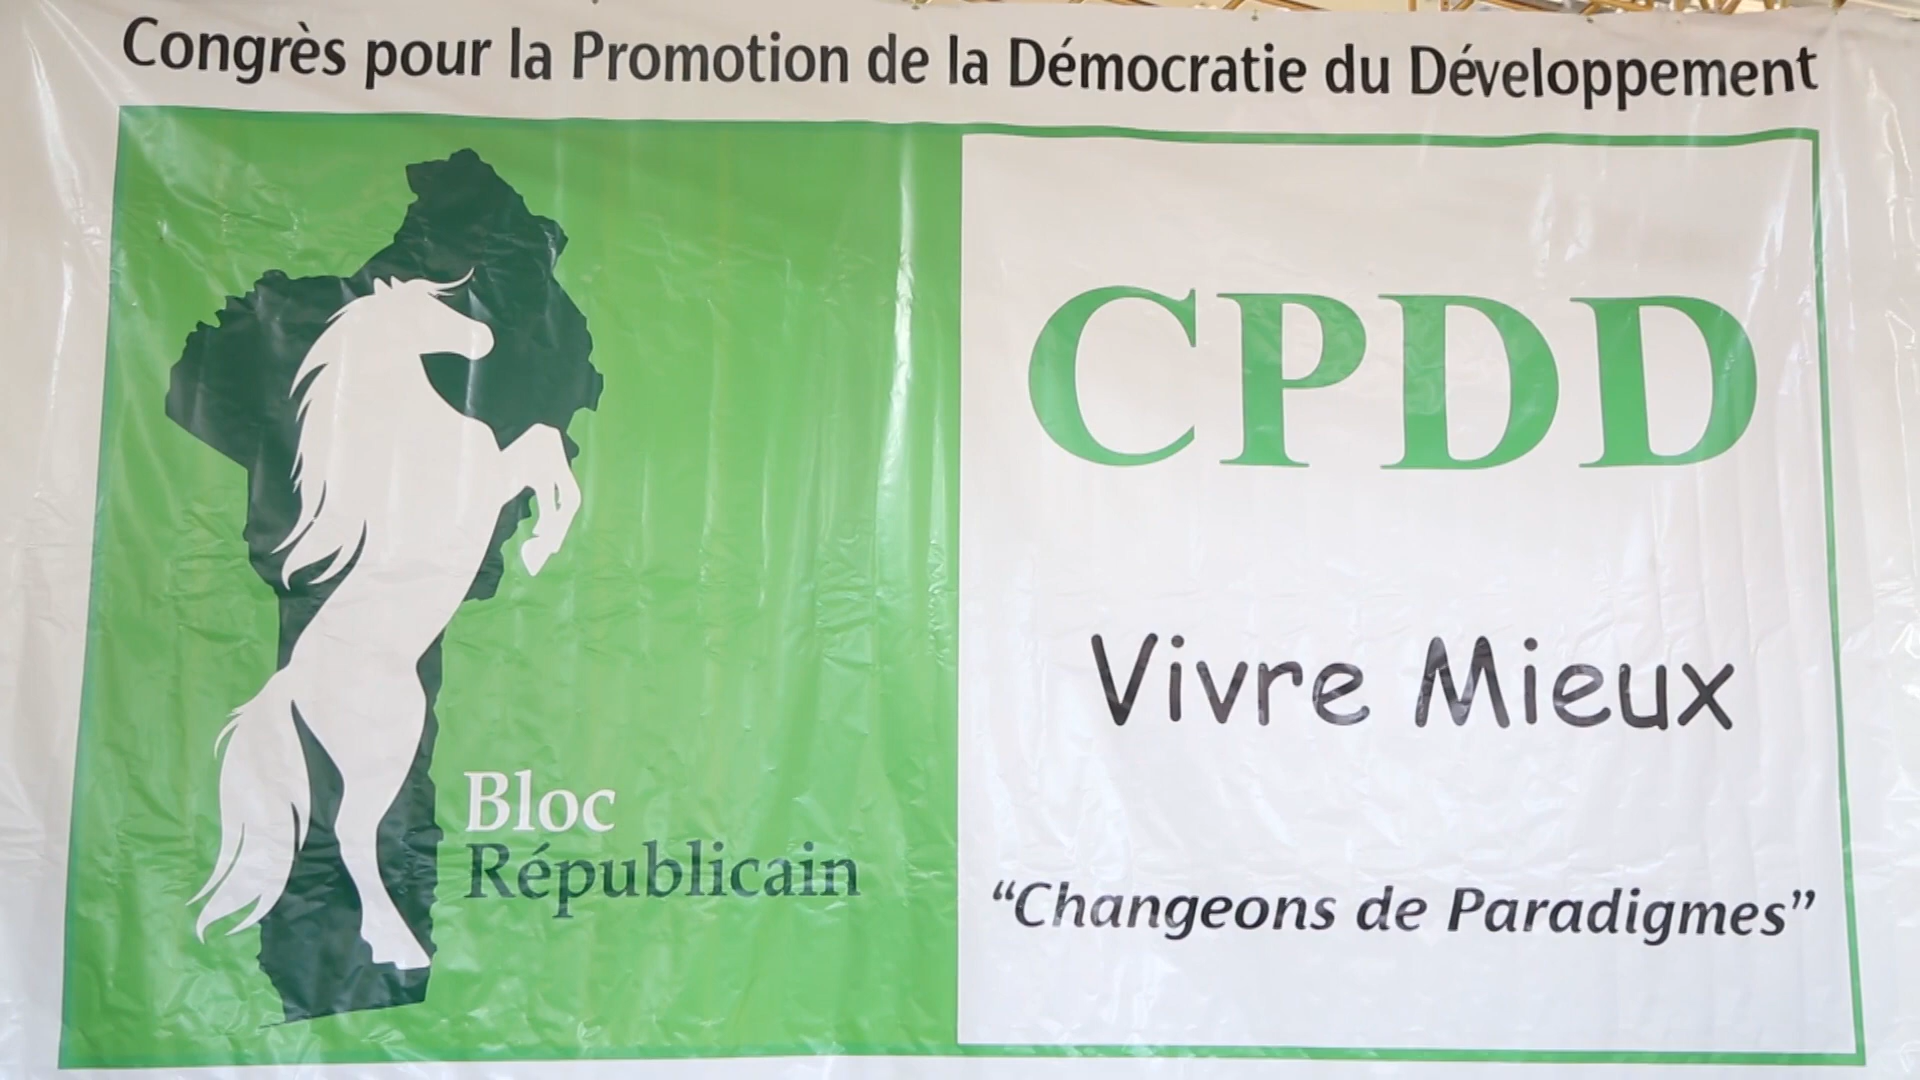 Congrès pour la Promotion de la Démocratie du Développement
CPDD
Vivre Mieux
Bloc
Républicain
“Changeons de Paradigmes”